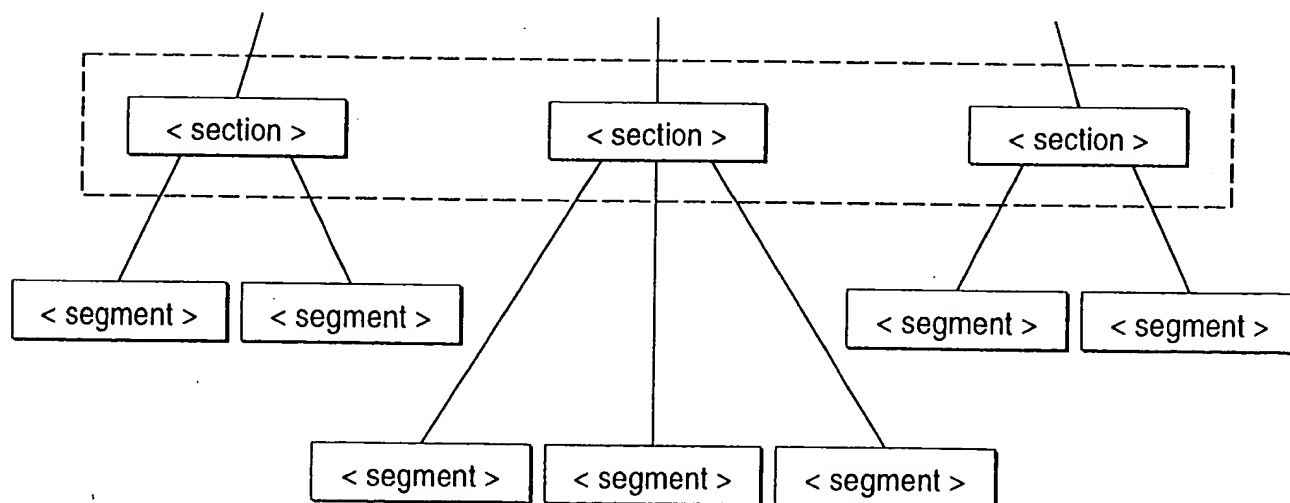 < section >
< section >
< section >
< segment >
< segment >
< segment >
< segment >
< segment >
< segment >
< segment >